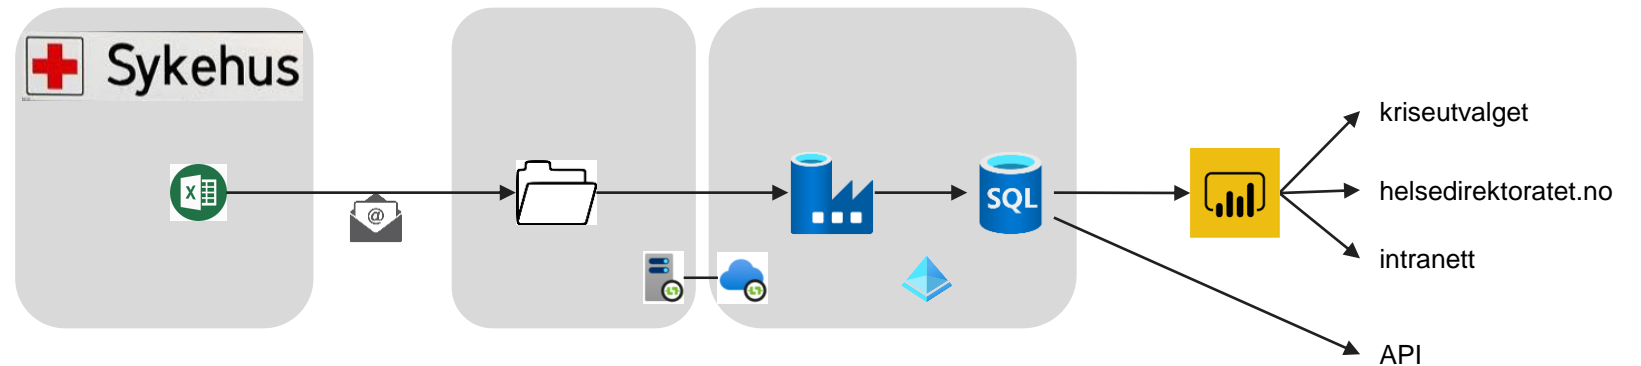 Sykehus
X
@
SQL
kriseutvalget
helsedirektoratet.no
intranett
API